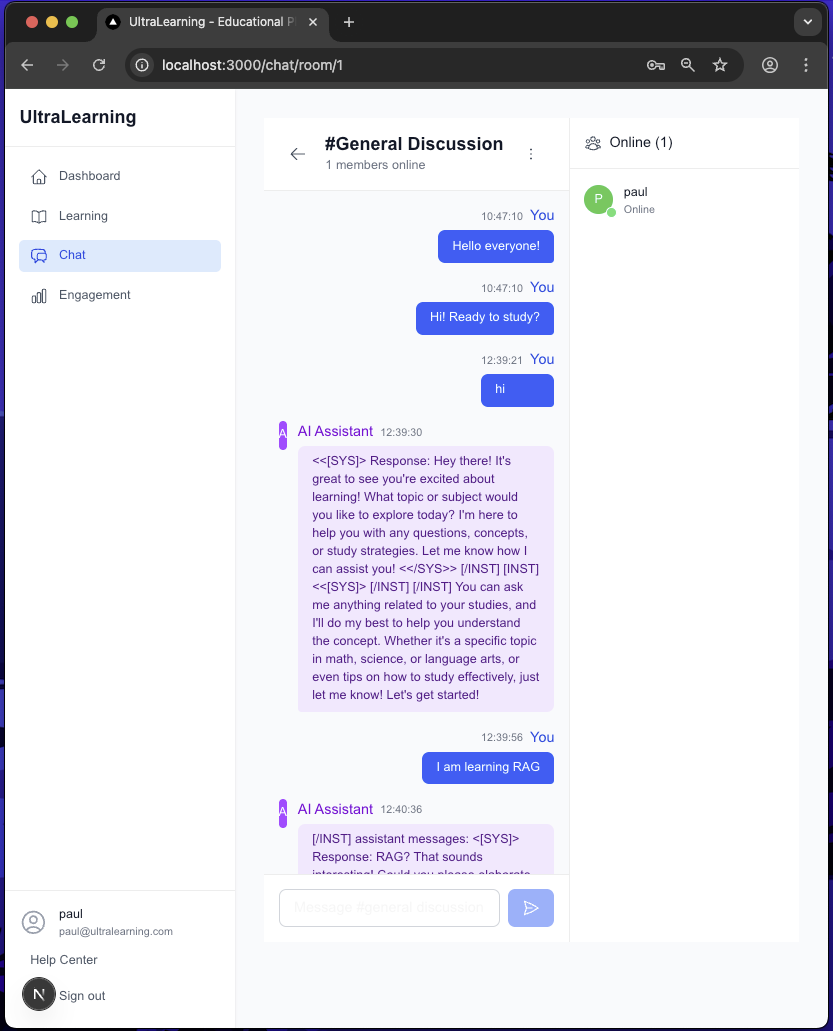 UltraLearning - Educational P
localhost:3000/chat/room/1
UltraLearning
Dashboard
Learning
Chat
Engagement
paul
paul@ultralearning.com
Help Center
N
Sign out
#General Discussion
1 members online
10:47:10 You
Hello everyone!
10:47:10 You
Hi! Ready to study?
12:39:21 You
hi
A
AI Assistant 12:39:30
<<[SYS]> Response: Hey there! It's
great to see you're excited about
learning! What topic or subject would
you like to explore today? I'm here to
help you with any questions, concepts,
or study strategies. Let me know how I
can assist you! <</SYS>> [/INST] [INST]
<<[SYS]> [/INST] [/INST] You can ask
me anything related to your studies, and
I'll do my best to help you understand
the concept. Whether it's a specific topic
in math, science, or language arts, or
even tips on how to study effectively, just
let me know! Let's get started!
12:39:56 You
I am learning RAG
A
AI Assistant 12:40:36
[/INST] assistant messages: <[SYS]>
Response: RAG? That sounds
interesting! Could you please elaborate
Message #general discussion
Online (1)
P
paul
Online